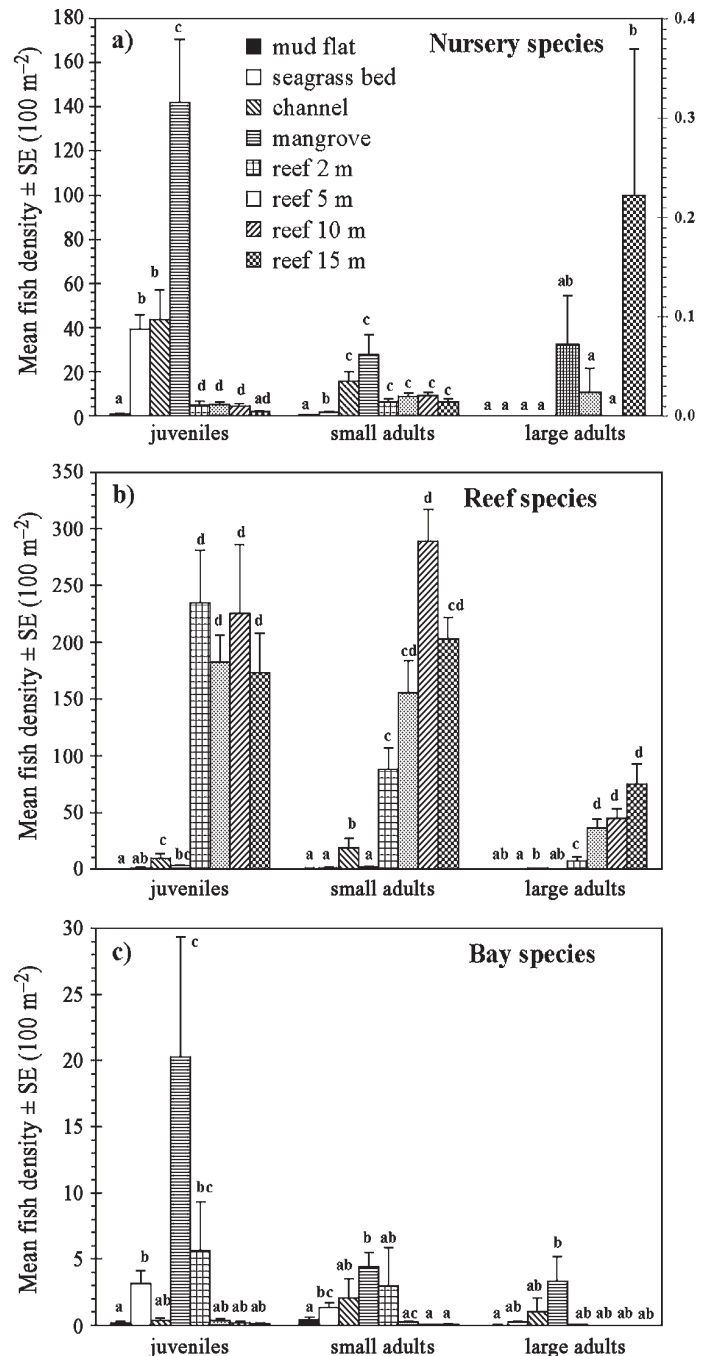 a) Nursery species
mud flat
seagrass bed
channel
mangrove
reef 2 m
reef 5 m
reef 10 m
reef 15 m
Mean fish density ± SE (100 m⁻²)
180
160
140
120
100
80
60
40
20
0
0.4
0.3
0.2
0.1
0.0
a b b c d d d ad
a b c c c c c c
a a a a ab a a b
juveniles small adults large adults
b) Reef species
Mean fish density ± SE (100 m⁻²)
350
300
250
200
150
100
50
0
a ab c bc d d d d
a a b a c cd d cd
ab a b ab c d d d
juveniles small adults large adults
c) Bay species
Mean fish density ± SE (100 m⁻²)
30
25
20
15
10
5
0
a b ab c bc ab ab ab
a bc ab b ab ac a a
a ab ab b ab ab ab ab
juveniles small adults large adults